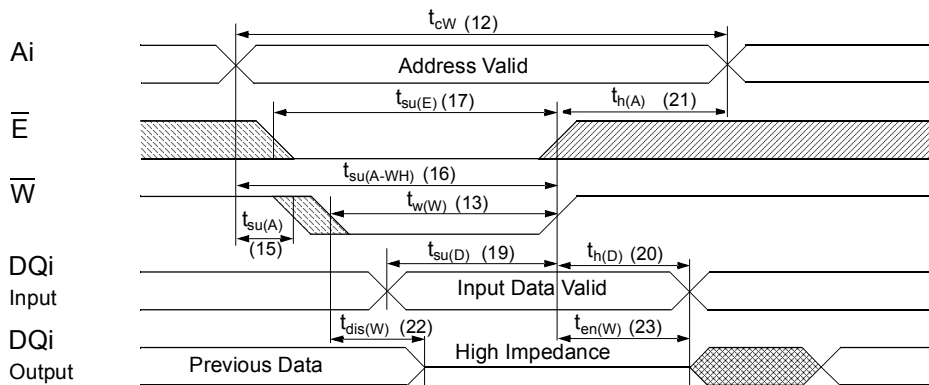 t_cW (12)
Ai
Address Valid
t_su(E) (17)
t_h(A) (21)
E̅
t_su(A-WH) (16)
W̅
t_w(W) (13)
t_su(A)
(15)
t_su(D) (19)
t_h(D) (20)
DQi
Input
Input Data Valid
t_dis(W) (22)
t_en(W) (23)
DQi
Output
Previous Data
High Impedance